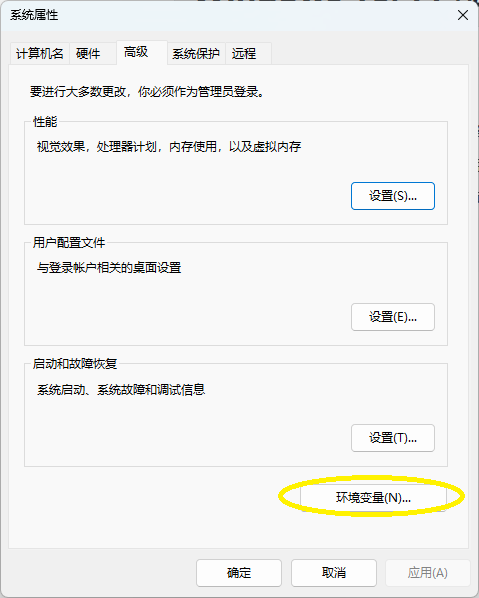 系统属性
计算机名 硬件 高级 系统保护 远程
要进行大多数更改，你必须作为管理员登录。
性能
视觉效果，处理器计划，内存使用，以及虚拟内存
设置(S)...
用户配置文件
与登录帐户相关的桌面设置
设置(E)...
启动和故障恢复
系统启动、系统故障和调试信息
设置(T)...
环境变量(N)...
确定 取消 应用(A)